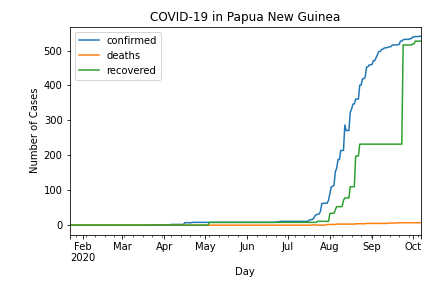 COVID-19 in Papua New Guinea
confirmed
deaths
recovered
Number of Cases
500
400
300
200
100
0
Feb Mar Apr May Jun Jul Aug Sep Oct
2020
Day